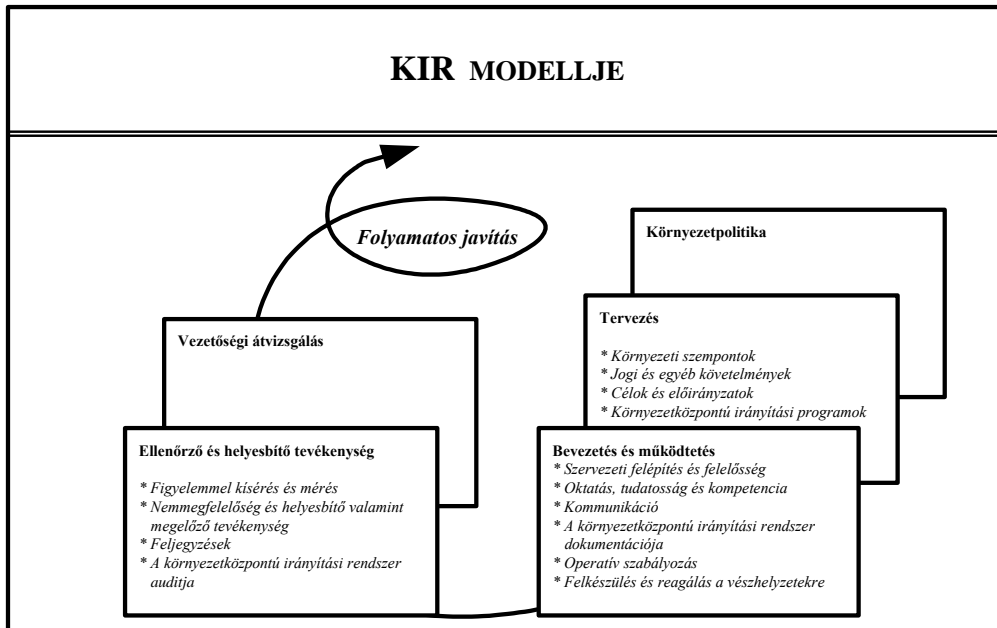 KIR MODELLJE
Folyamatos javítás
Környezetpolitika
Tervezés
* Környezeti szempontok
* Jogi és egyéb követelmények
* Célok és előirányzatok
* Környezetközpontú irányítási programok
Vezetőségi átvizsgálás
Ellenőrző és helyesbítő tevékenység
* Figyelemmel kísérés és mérés
* Nemmegfelelőség és helyesbítő valamint
megelőző tevékenység
* Feljegyzések
* A környezetközpontú irányítási rendszer
auditja
Bevezetés és működtetés
* Szervezeti felépítés és felelősség
* Oktatás, tudatosság és kompetencia
* Kommunikáció
* A környezetközpontú irányítási rendszer
dokumentációja
* Operatív szabályozás
* Felkészülés és reagálás a vészhelyzetekre